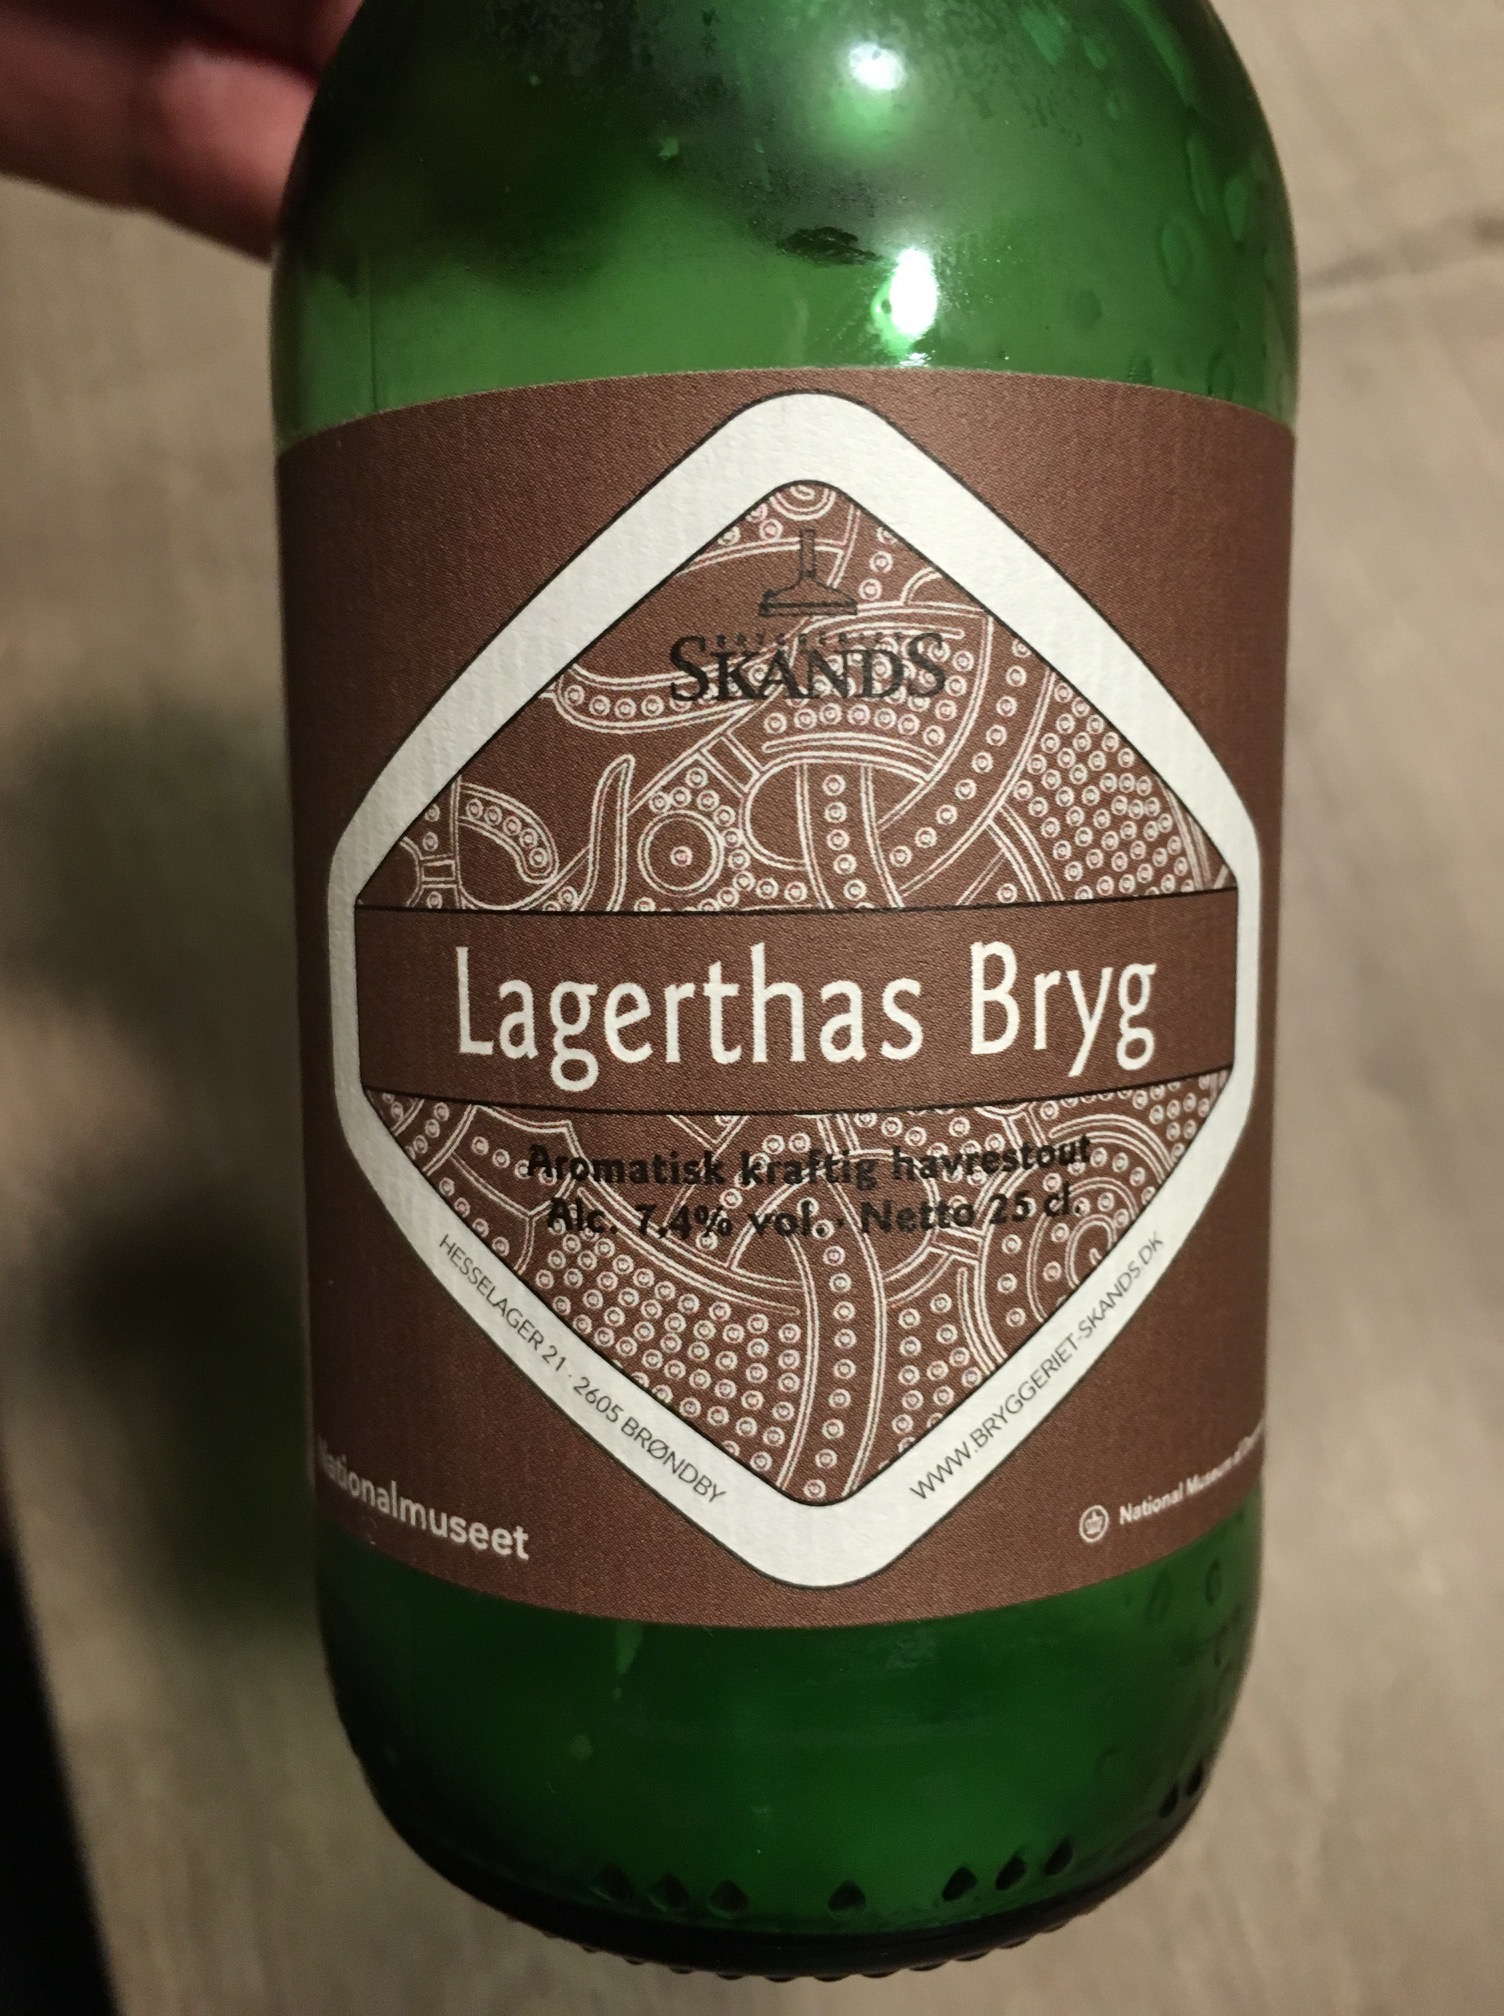 BRYGGERIET
SKANDS
Lagerthas Bryg
Aromatisk kraftig havrestout
Alc. 7,4% vol. · Netto 25 cl.
HESSELAGER 21 · 2605 BRØNDBY
WWW.BRYGGERIET-SKANDS.DK
Nationalmuseet
National Museum of